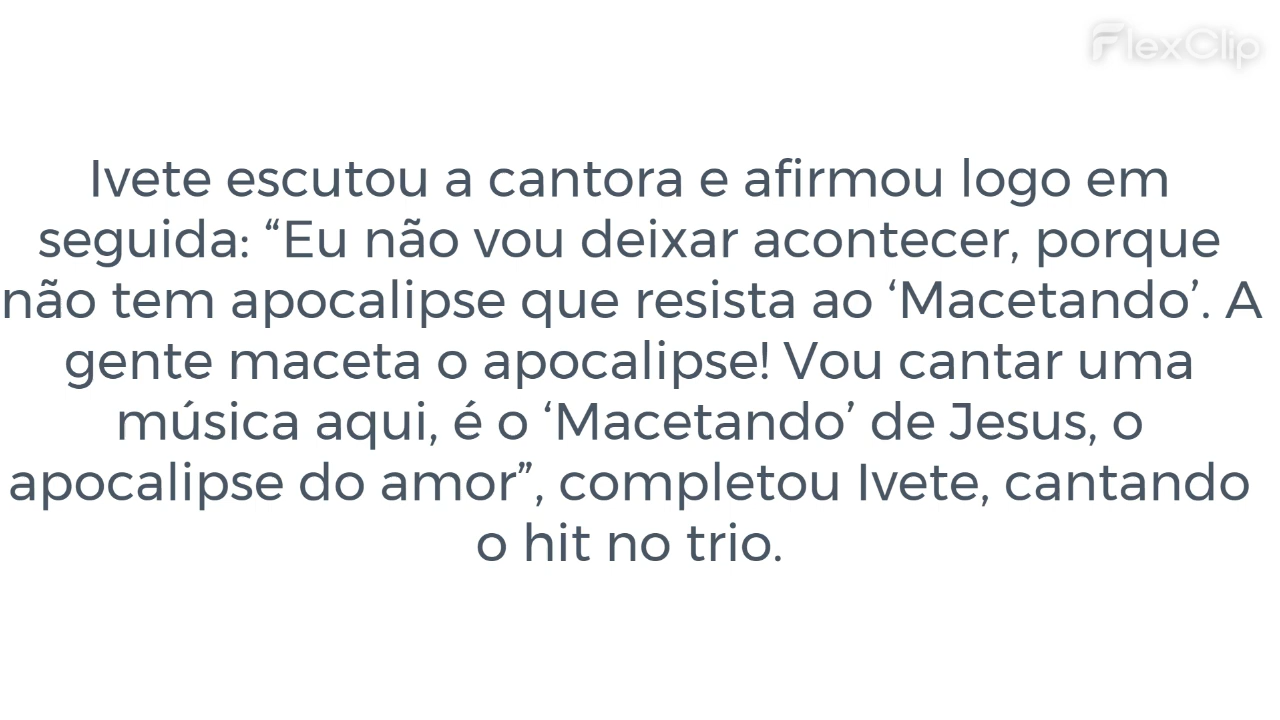 FlexClip
Ivete escutou a cantora e afirmou logo em
seguida: “Eu não vou deixar acontecer, porque
não tem apocalipse que resista ao ‘Macetando’. A
gente maceta o apocalipse! Vou cantar uma
música aqui, é o ‘Macetando’ de Jesus, o
apocalipse do amor”, completou Ivete, cantando
o hit no trio.